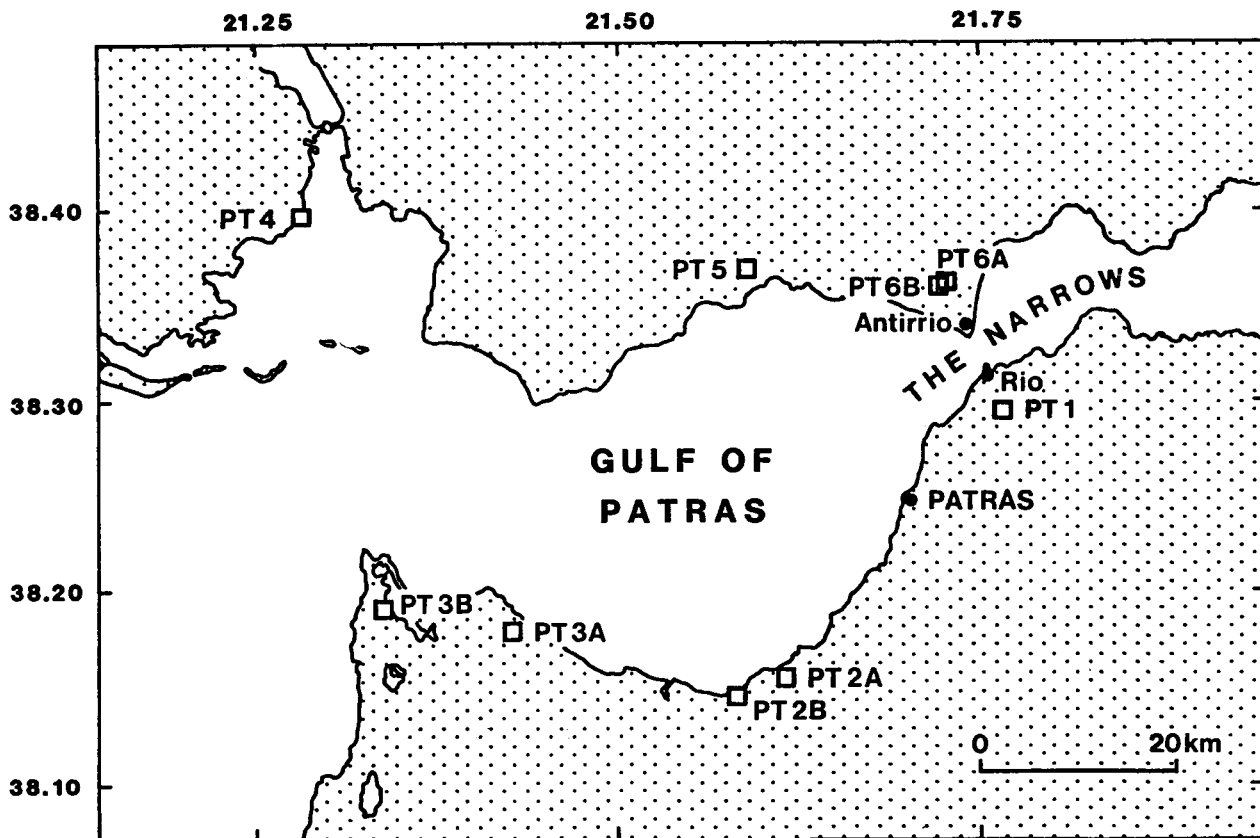 21.25 21.50 21.75
38.40
38.30
38.20
38.10
PT4
PT5
PT6A
PT6B
Antirrio
THE NARROWS
Rio
PT1
GULF OF
PATRAS
PATRAS
PT3B
PT3A
PT2A
PT2B
0 20km